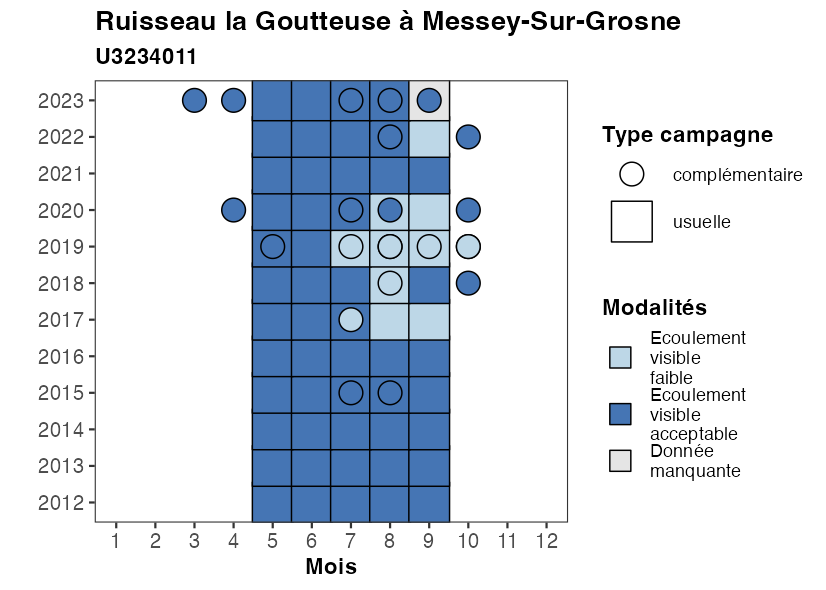 Ruisseau la Goutteuse à Messey-Sur-Grosne
U3234011
2023
2022
2021
2020
2019
2018
2017
2016
2015
2014
2013
2012
1 2 3 4 5 6 7 8 9 10 11 12
Mois
Type campagne
complémentaire
usuelle
Modalités
Ecoulement
visible
faible
Ecoulement
visible
acceptable
Donnée
manquante